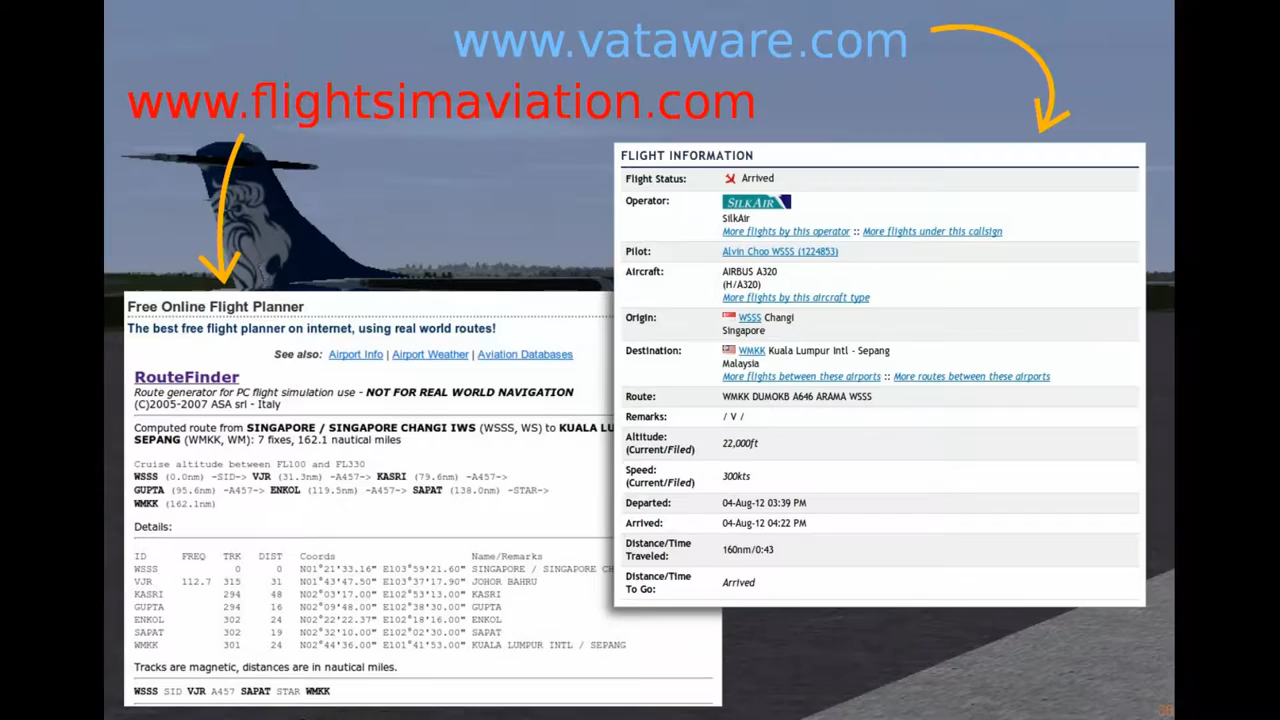 www.vataware.com
www.flightsimaviation.com
FLIGHT INFORMATION
Flight Status: Arrived
Operator: SILKAIR
SilkAir
More flights by this operator :: More flights under this callsign
Pilot: Alvin Choo WSSS (1224853)
Aircraft: AIRBUS A320
(H/A320)
More flights by this aircraft type
Origin: WSSS Changi
Singapore
Destination: WMKK Kuala Lumpur Intl - Sepang
Malaysia
More flights between these airports :: More routes between these airports
Route: WMKK DUMOKB A646 ARAMA WSSS
Remarks: / V /
Altitude:
(Current/Filed) 22,000ft
Speed:
(Current/Filed) 300kts
Departed: 04-Aug-12 03:39 PM
Arrived: 04-Aug-12 04:22 PM
Distance/Time
Traveled: 160nm/0:43
Distance/Time
To Go: Arrived
Free Online Flight Planner
The best free flight planner on internet, using real world routes!
See also: Airport Info | Airport Weather | Aviation Databases
RouteFinder
Route generator for PC flight simulation use - NOT FOR REAL WORLD NAVIGATION
(C)2005-2007 ASA srl - Italy
Computed route from SINGAPORE / SINGAPORE CHANGI IWS (WSSS, WS) to KUALA LU
SEPANG (WMKK, WM): 7 fixes, 162.1 nautical miles
Cruise altitude between FL100 and FL330
WSSS (0.0nm) -SID-> VJR (31.3nm) -A457-> KASRI (79.6nm) -A457->
GUPTA (95.6nm) -A457-> ENKOL (119.5nm) -A457-> SAPAT (138.0nm) -STAR->
WMKK (162.1nm)
Details:
ID FREQ TRK DIST Coords Name/Remarks
WSSS 0 0 N01°21'33.16" E103°59'21.60" SINGAPORE / SINGAPORE CH
VJR 112.7 315 31 N01°43'47.50" E103°37'17.90" JOHOR BAHRU
KASRI 294 48 N02°03'17.00" E102°53'13.00" KASRI
GUPTA 294 16 N02°09'48.00" E102°38'30.00" GUPTA
ENKOL 302 24 N02°22'22.37" E102°18'16.00" ENKOL
SAPAT 302 19 N02°32'10.00" E102°02'30.00" SAPAT
WMKK 301 24 N02°44'36.00" E101°41'53.00" KUALA LUMPUR INTL / SEPANG
Tracks are magnetic, distances are in nautical miles.
WSSS SID VJR A457 SAPAT STAR WMKK